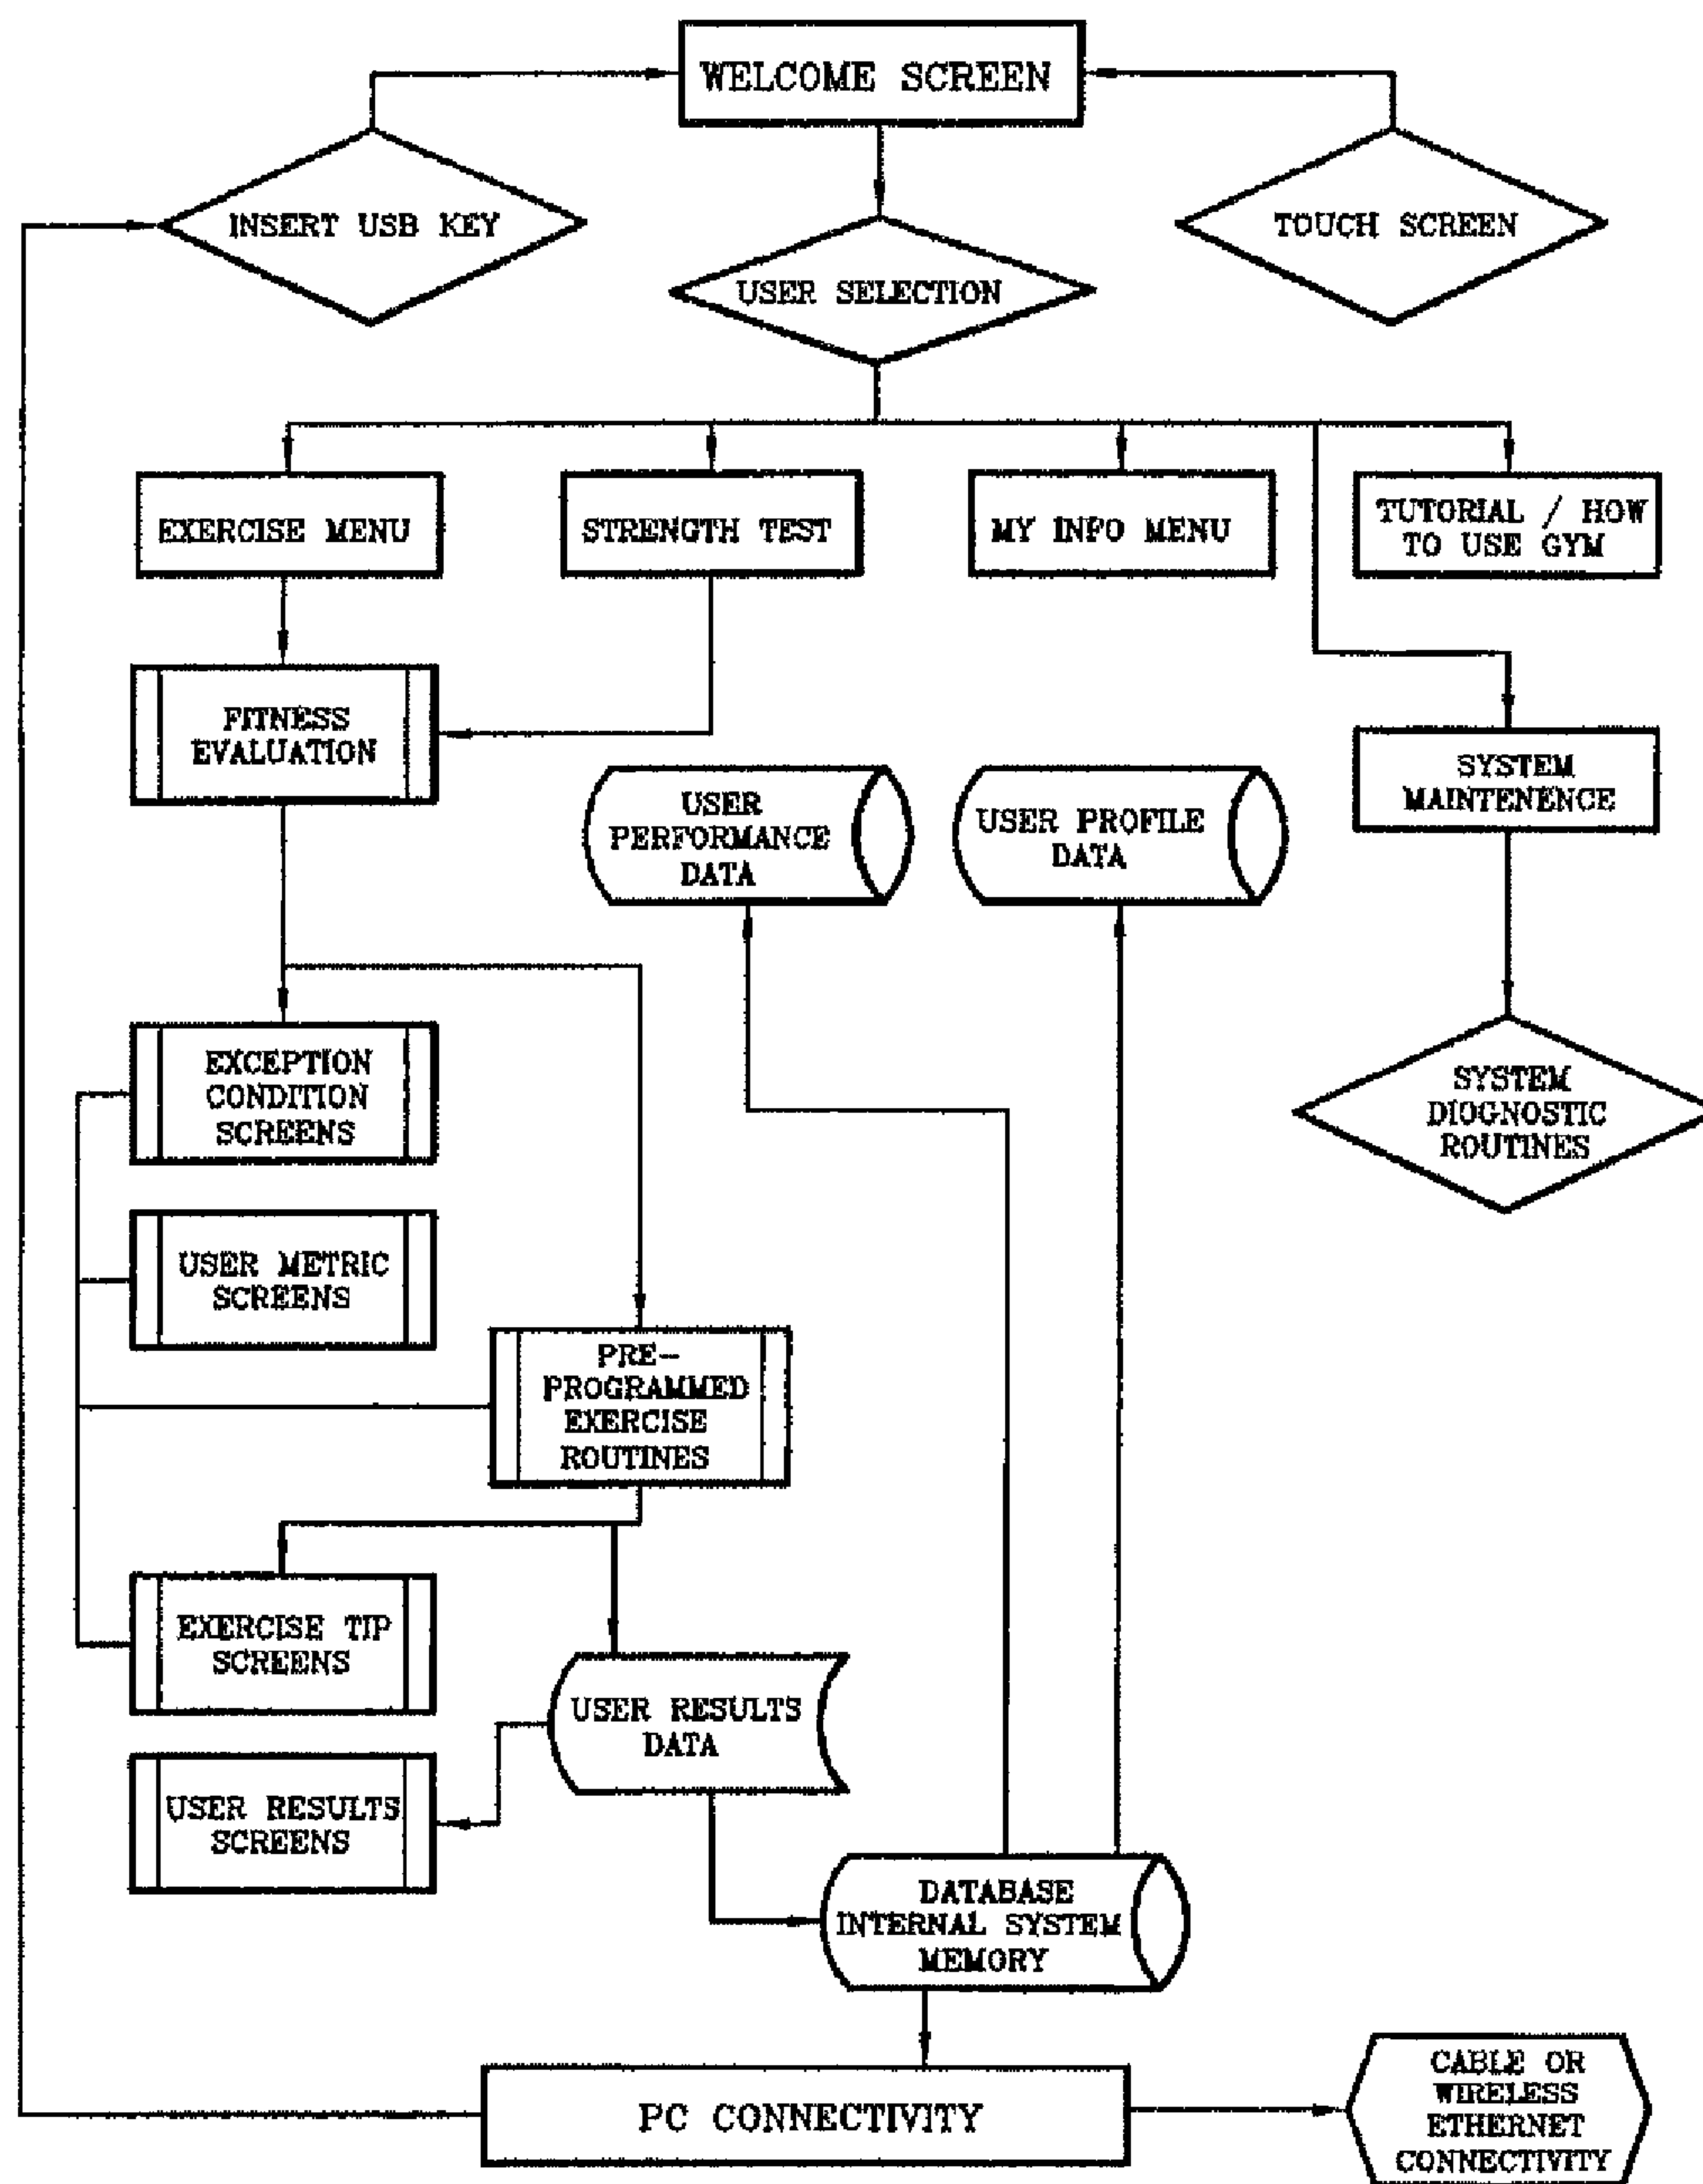 WELCOME SCREEN
INSERT USB KEY
TOUCH SCREEN
USER SELECTION
EXERCISE MENU
STRENGTH TEST
MY INFO MENU
TUTORIAL / HOW
TO USE GYM
FITNESS
EVALUATION
USER
PERFORMANCE
DATA
USER PROFILE
DATA
SYSTEM
MAINTENENCE
EXCEPTION
CONDITION
SCREENS
SYSTEM
DIOGNOSTIC
ROUTINES
USER METRIC
SCREENS
PRE-
PROGRAMMED
EXERCISE
ROUTINES
EXERCISE TIP
SCREENS
USER RESULTS
DATA
USER RESULTS
SCREENS
DATABASE
INTERNAL SYSTEM
MEMORY
PC CONNECTIVITY
CABLE OR
WIRELESS
ETHERNET
CONNECTIVITY